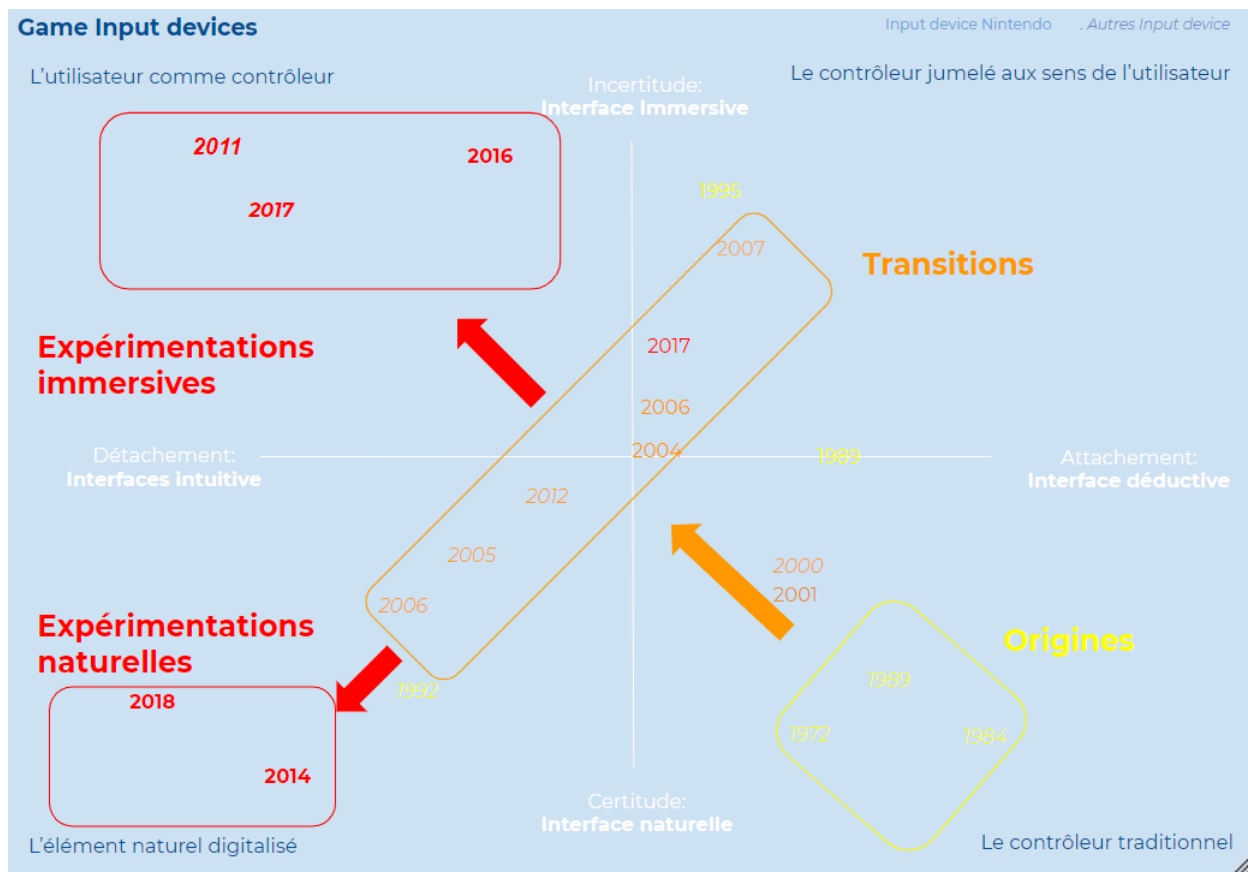 Game Input devices
Input device Nintendo
. Autres Input device
L'utilisateur comme contrôleur
Incertitude:
Interface Immersive
Le contrôleur jumelé aux sens de l'utilisateur
2011
2016
2017
1995
2007
Transitions
2017
Expérimentations
immersives
2006
2004
Détachement:
Interfaces intuitive
1989
Attachement:
Interface déductive
2012
2005
2000
2001
2006
Expérimentations
naturelles
Origines
1992
1989
2018
1972
1984
2014
Certitude:
Interface naturelle
L'élément naturel digitalisé
Le contrôleur traditionnel